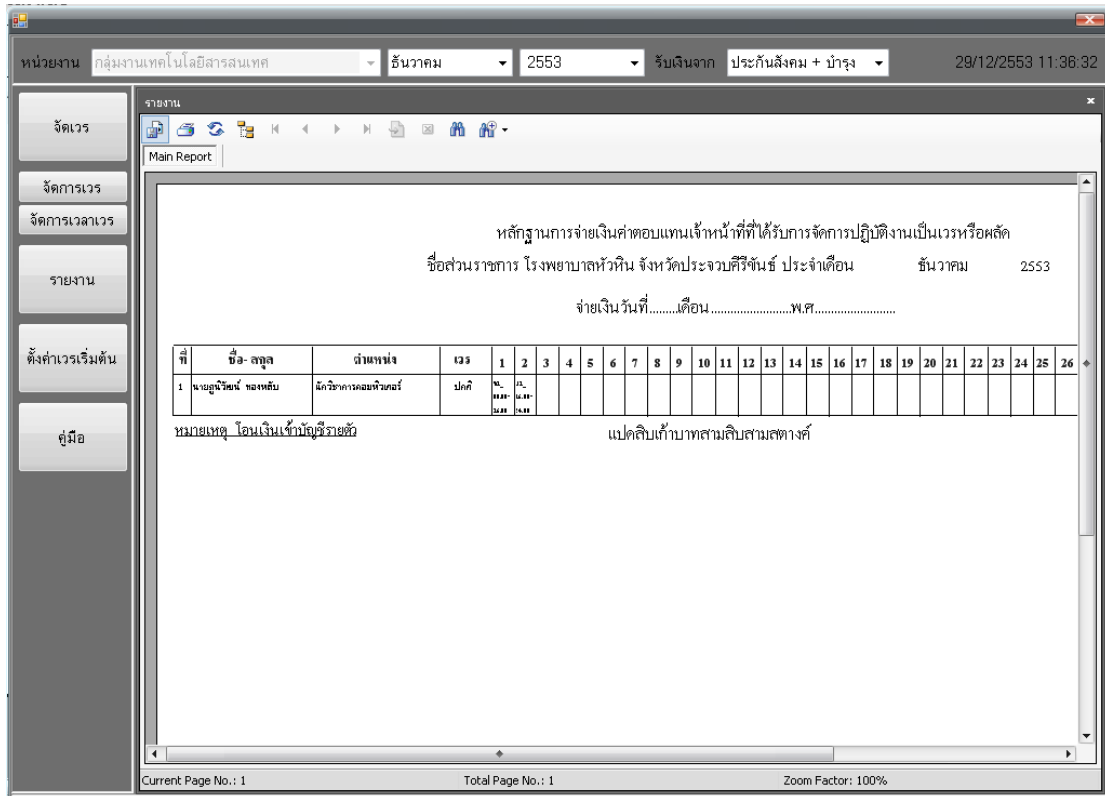 หน่วยงาน กลุ่มงานเทคโนโลยีสารสนเทศ ธันวาคม 2553 รับเงินจาก ประกันสังคม + บำรุง 29/12/2553 11:36:32
จัดเวร
จัดการเวร
จัดการเวลาเวร
รายงาน
ตั้งค่าเวรเริ่มต้น
คู่มือ
รายงาน
Main Report
หลักฐานการจ่ายเงินค่าตอบแทนเจ้าหน้าที่ที่ได้รับการจัดการปฏิบัติงานเป็นเวรหรือผลัด
ชื่อส่วนราชการ โรงพยาบาลหัวหิน จังหวัดประจวบคีรีขันธ์ ประจำเดือน ธันวาคม 2553
จ่ายเงินวันที่.........เดือน.........................พ.ศ.........................
ที่ ชื่อ- สกุล ตำแหน่ง เวร 1 2 3 4 5 6 7 8 9 10 11 12 13 14 15 16 17 18 19 20 21 22 23 24 25 26
1 ทองหลับ นักวิชาการคอมพิวเตอร์ ปกติ
หมายเหตุ โอนเงินเข้าบัญชีรายตัว แปดสิบเก้าบาทสามสิบสามสตางค์
Current Page No.: 1 Total Page No.: 1 Zoom Factor: 100%